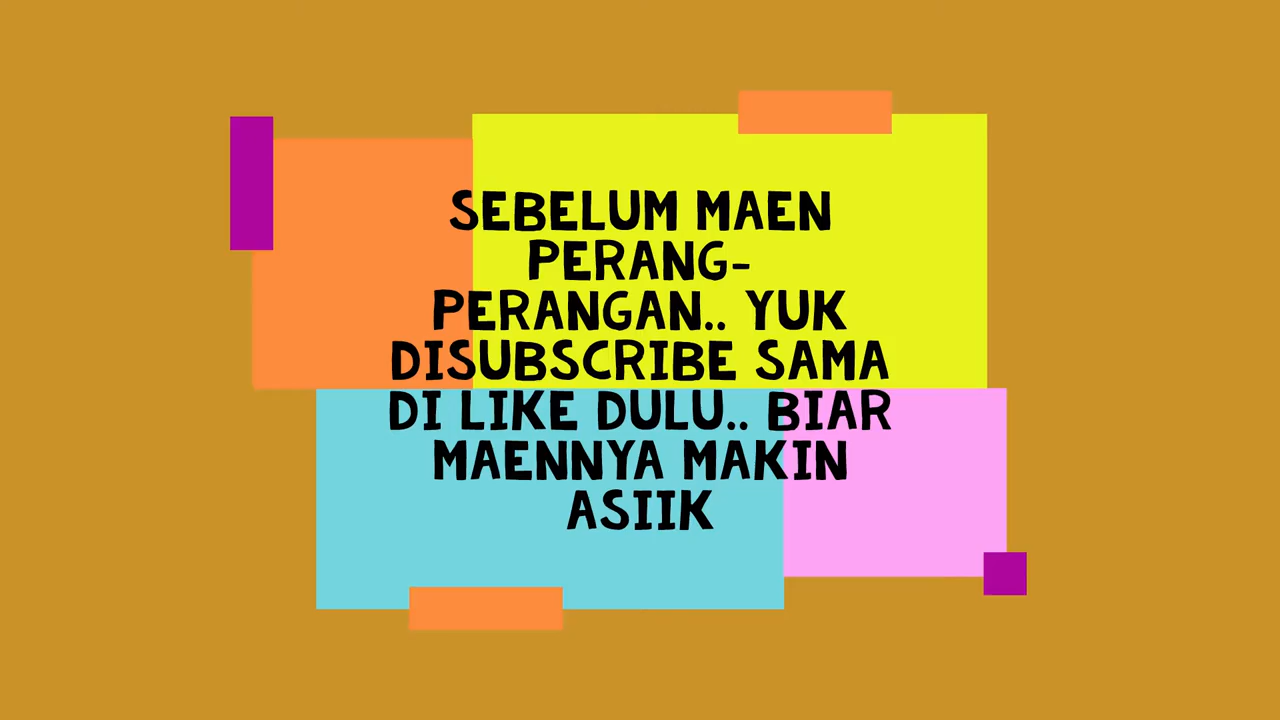 SEBELUM MAEN
PERANG-
PERANGAN.. YUK
DISUBSCRIBE SAMA
DI LIKE DULU.. BIAR
MAENNYA MAKIN
ASIIK